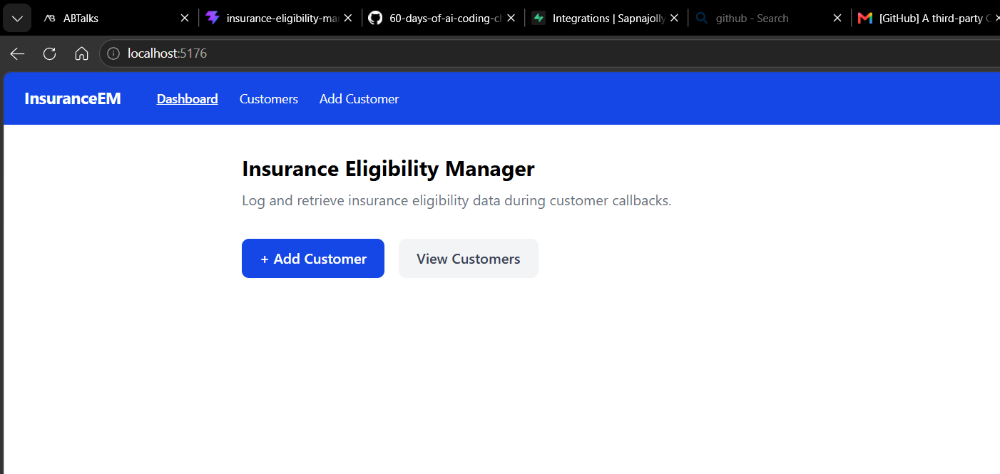 ABTalks
insurance-eligibility-ma
60-days-of-ai-coding-c
Integrations | Sapnajolly
github - Search
[GitHub] A third-party
localhost:5176
InsuranceEM Dashboard Customers Add Customer
Insurance Eligibility Manager
Log and retrieve insurance eligibility data during customer callbacks.
+ Add Customer
View Customers